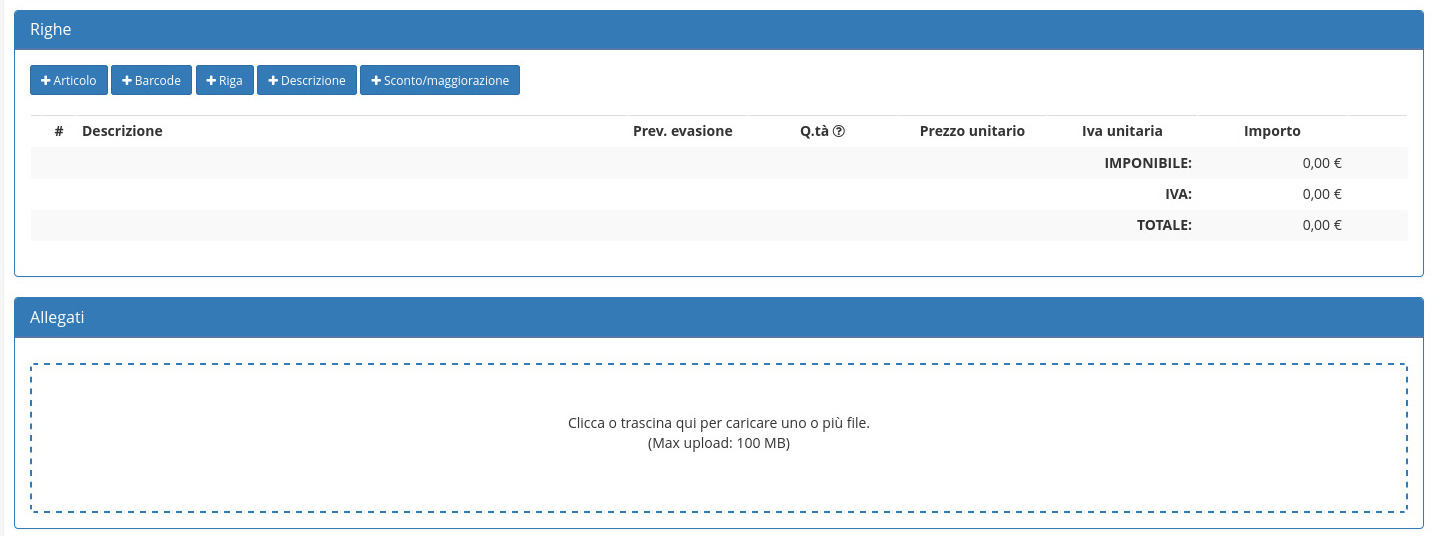 Righe
Articolo Barcode Riga Descrizione Sconto/maggiorazione
# Descrizione Prev. evasione Q.tà Prezzo unitario Iva unitaria Importo
IMPONIBILE: 0,00 €
IVA: 0,00 €
TOTALE: 0,00 €
Allegati
Clicca o trascina qui per caricare uno o più file.
(Max upload: 100 MB)